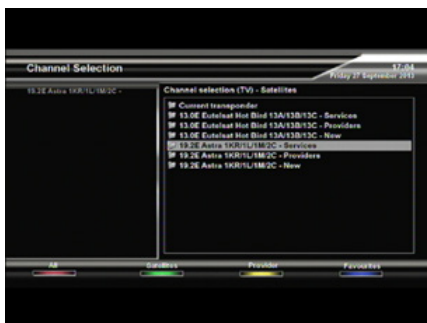 Channel Selection
17:04
Friday 27 September 2013
19.2E Astra 1KR/1L/1M/2C -
Channel selection (TV) - Satellites
Current transponder
13.0E Eutelsat Hot Bird 13A/13B/13C - Services
13.0E Eutelsat Hot Bird 13A/13B/13C - Providers
13.0E Eutelsat Hot Bird 13A/13B/13C - New
19.2E Astra 1KR/1L/1M/2C - Services
19.2E Astra 1KR/1L/1M/2C - Providers
19.2E Astra 1KR/1L/1M/2C - New
All
Satellites
Provider
Favourites